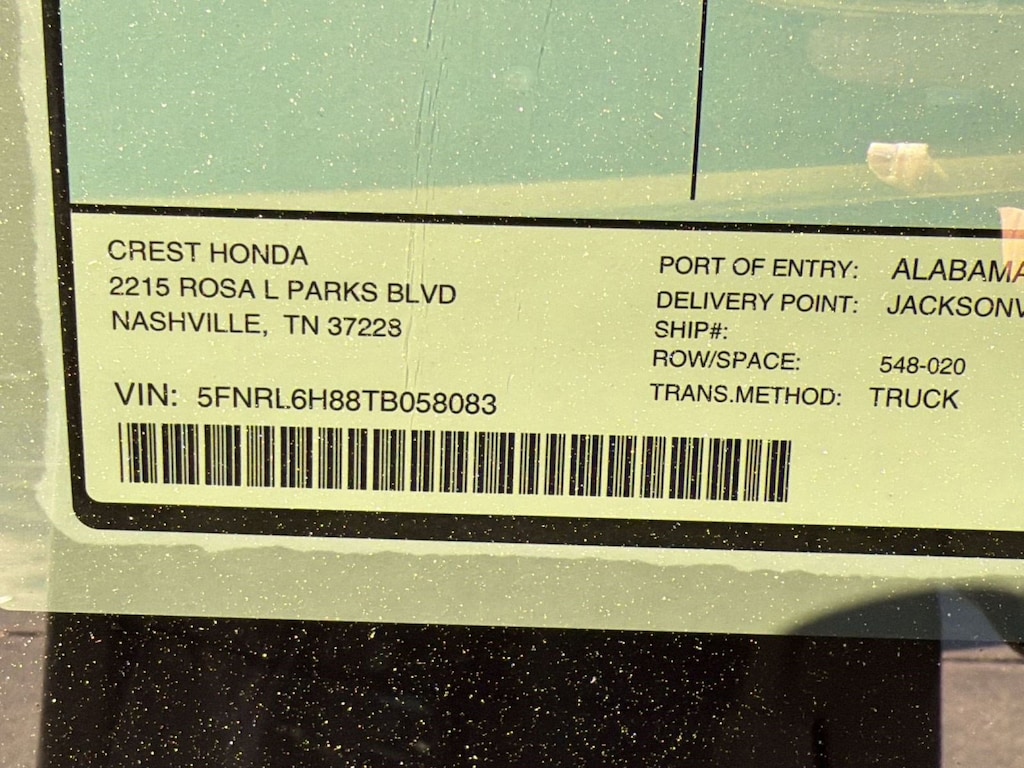 CREST HONDA
2215 ROSA L PARKS BLVD
NASHVILLE, TN 37228
VIN: 5FNRL6H88TB058083
PORT OF ENTRY: ALABAMA
DELIVERY POINT: JACKSONV
SHIP#:
ROW/SPACE: 548-020
TRANS.METHOD: TRUCK